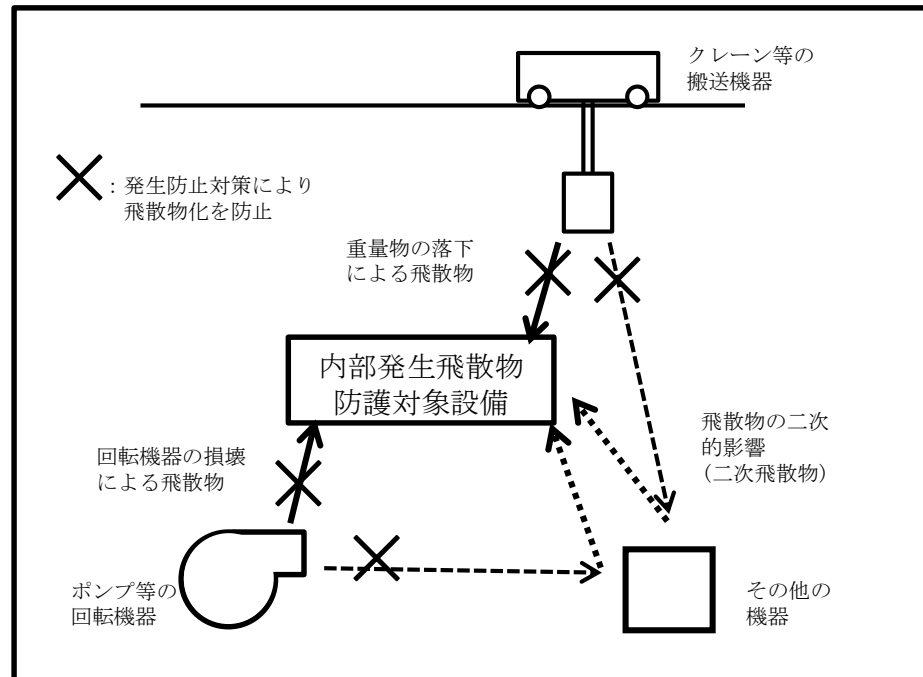 クレーン等の
搬送機器
：発生防止対策により
飛散物化を防止
重量物の落下
による飛散物
内部発生飛散物
防護対象設備
飛散物の二次
的影響
(二次飛散物)
回転機器の損壊
による飛散物
ポンプ等の
回転機器
その他の
機器